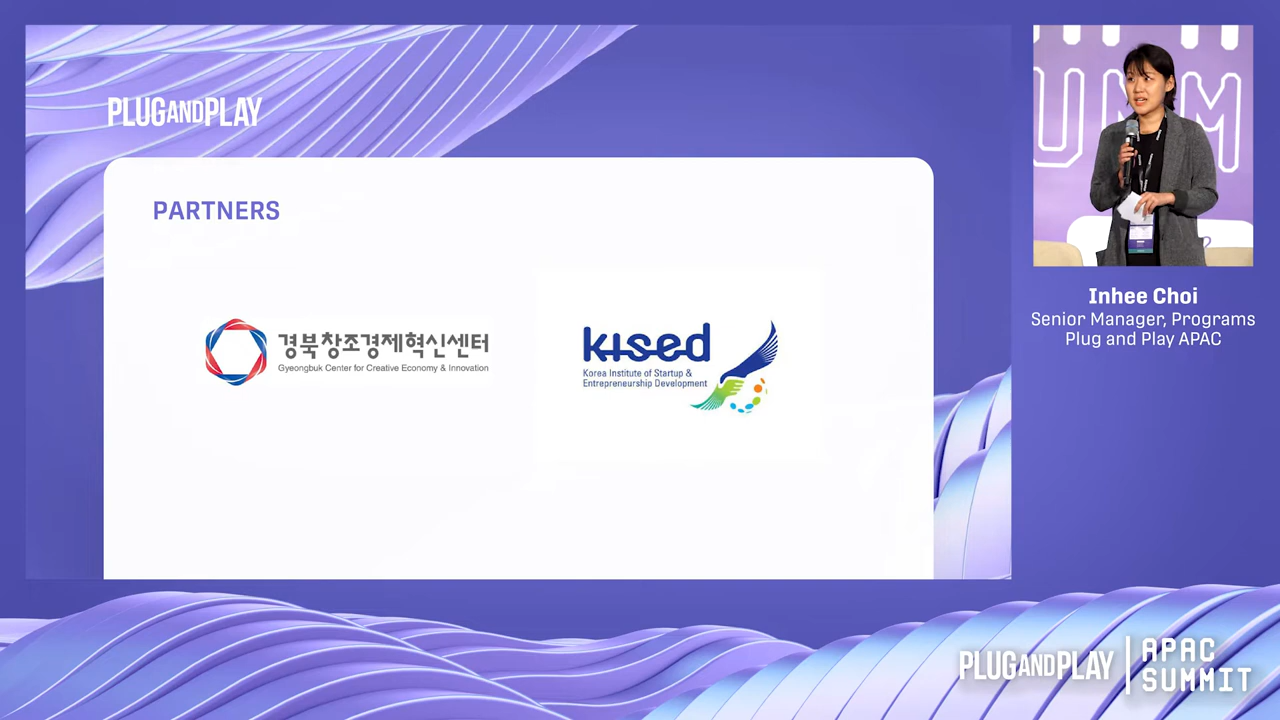 PLUGANDPLAY
PARTNERS
경북창조경제혁신센터
Gyeongbuk Center for Creative Economy & Innovation
kised
Korea Institute of Startup &
Entrepreneurship Development
UMM
Inhee Choi
Senior Manager, Programs
Plug and Play APAC
PLUGANDPLAY
APAC
SUMMIT